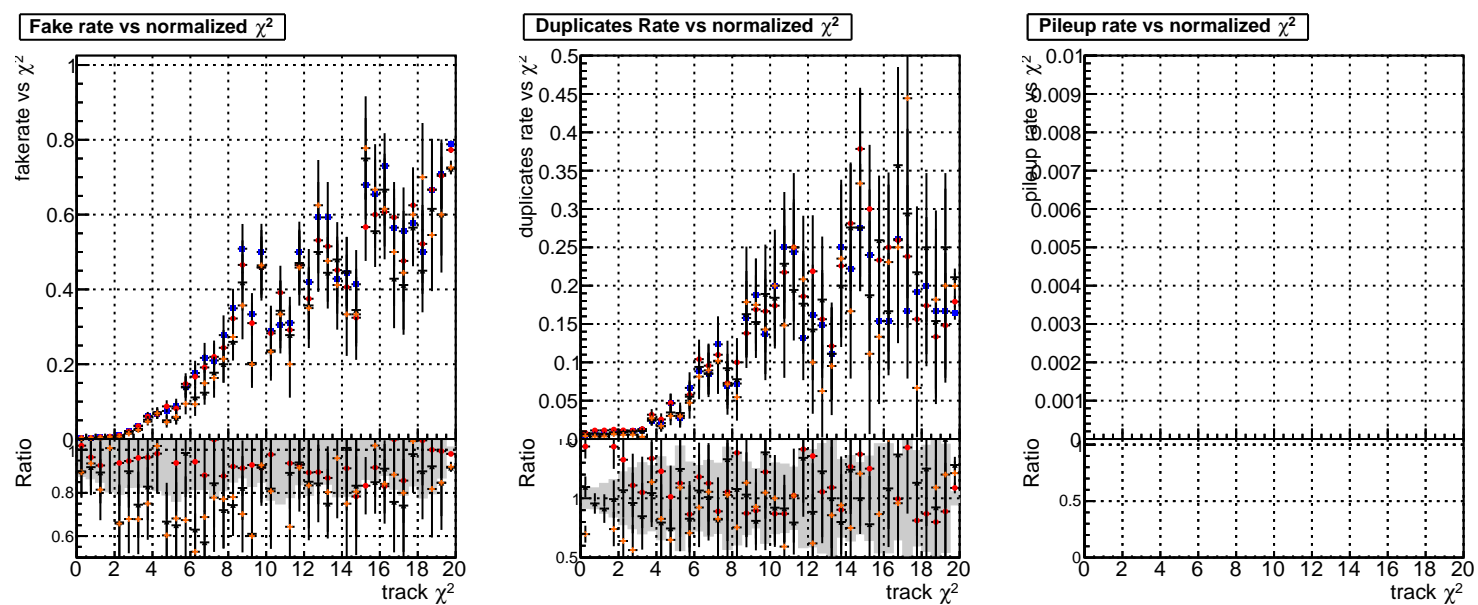 Fake rate vs normalized χ²
fakerate vs χ²
1
0.8
0.6
0.4
0.2
0
Ratio
1
0.8
0.6
0 2 4 6 8 10 12 14 16 18 20
track χ²
Duplicates Rate vs normalized χ²
duplicates rate vs χ²
0.5
0.45
0.4
0.35
0.3
0.25
0.2
0.15
0.1
0.05
0
Ratio
1
0.5
0 2 4 6 8 10 12 14 16 18 20
track χ²
Pileup rate vs normalized χ²
pileup rate vs χ²
0.01
0.009
0.008
0.007
0.006
0.005
0.004
0.003
0.002
0.001
0
Ratio
1
0.5
0
0 2 4 6 8 10 12 14 16 18 20
track χ²